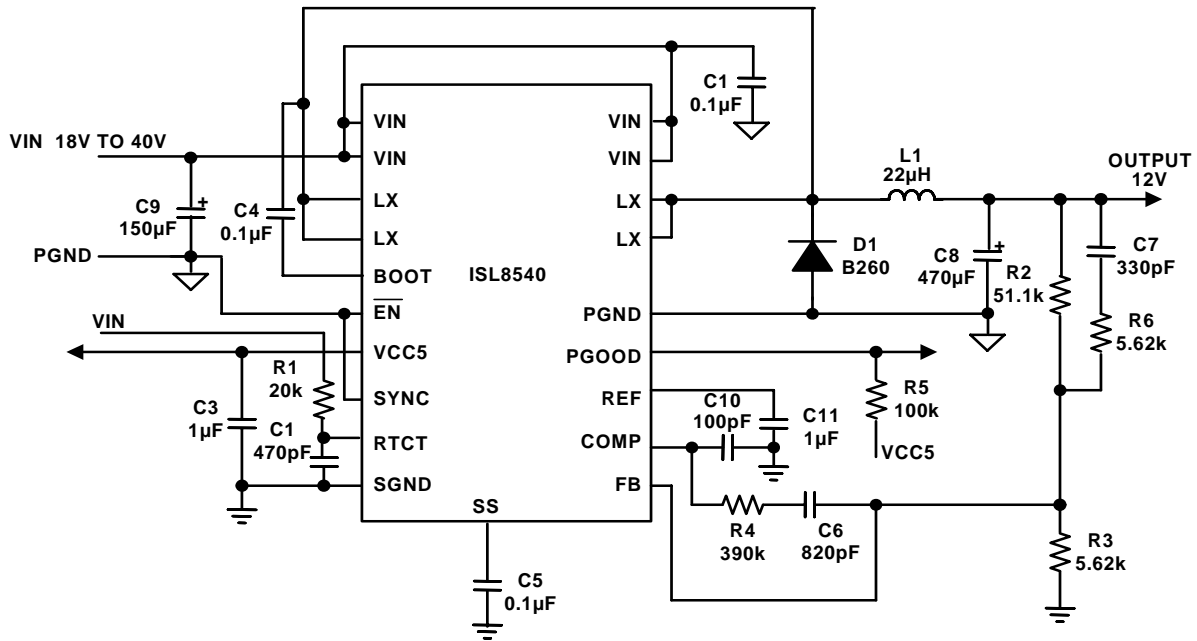 VIN 18V TO 40V
C9
150µF
PGND
C4
0.1µF
VIN
VIN
LX
LX
BOOT
EN
VCC5
SYNC
RTCT
SGND
SS
ISL8540
VIN
VIN
LX
LX
PGND
PGOOD
REF
COMP
FB
C1
0.1µF
L1
22µH
OUTPUT
12V
D1
B260
C8
470µF
+
+
R2
51.1k
C7
330pF
R6
5.62k
VIN
R1
20k
C3
1µF
C1
470pF
C10
100pF
C11
1µF
R5
100k
VCC5
R4
390k
C6
820pF
R3
5.62k
C5
0.1µF